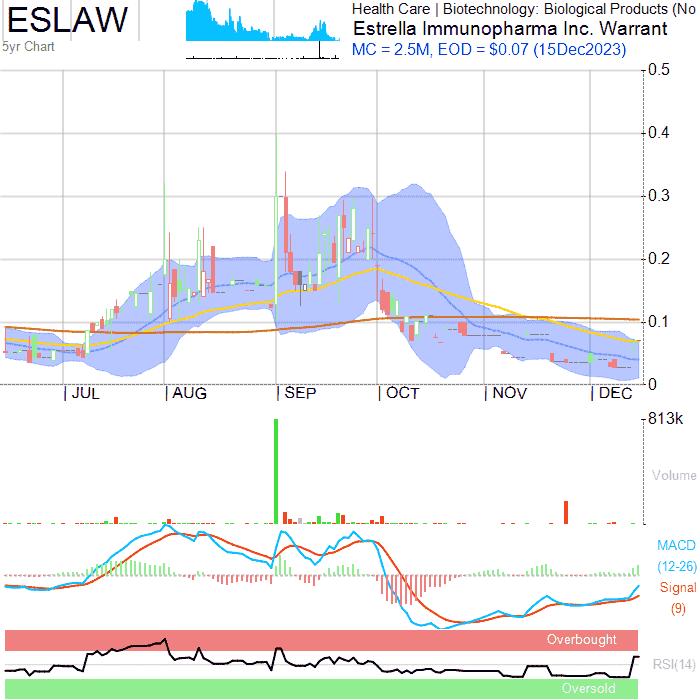 ESLAW
5yr Chart
Health Care | Biotechnology: Biological Products (No
Estrella Immunopharma Inc. Warrant
MC = 2.5M, EOD = $0.07 (15Dec2023)
0.5
0.4
0.3
0.2
0.1
0
JUL
AUG
SEP
OCT
NOV
DEC
813k
Volume
MACD
(12-26)
Signal
(9)
Overbought
RSI(14)
Oversold